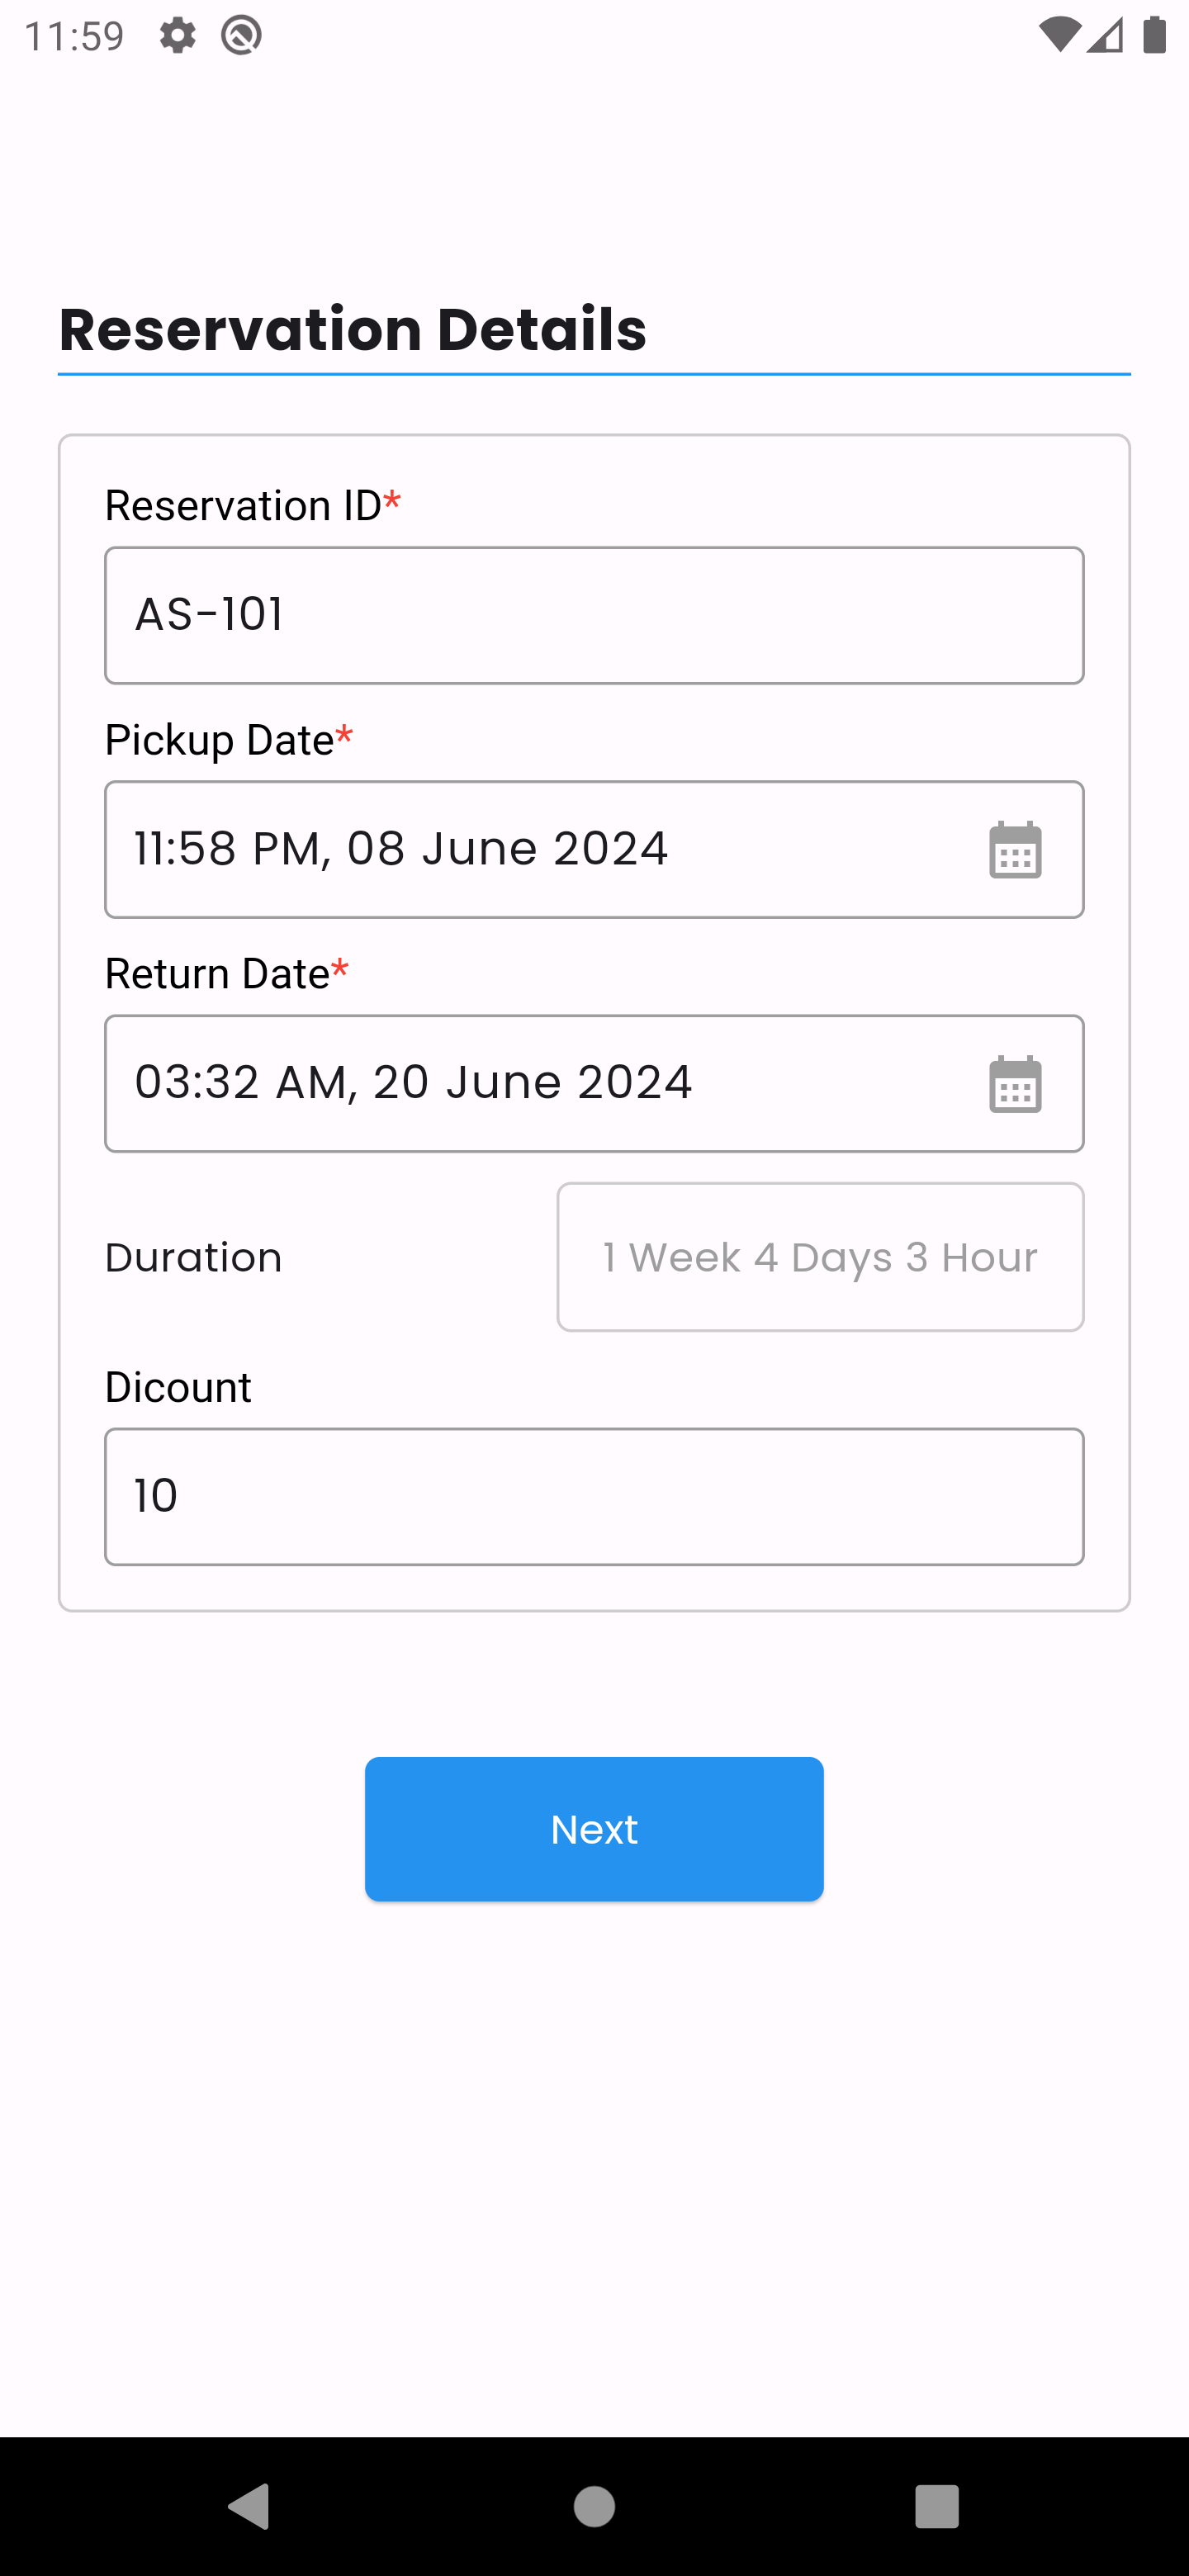 11:59
Reservation Details
Reservation ID*
AS-101
Pickup Date*
11:58 PM, 08 June 2024
Return Date*
03:32 AM, 20 June 2024
Duration 1 Week 4 Days 3 Hour
Dicount
10
Next